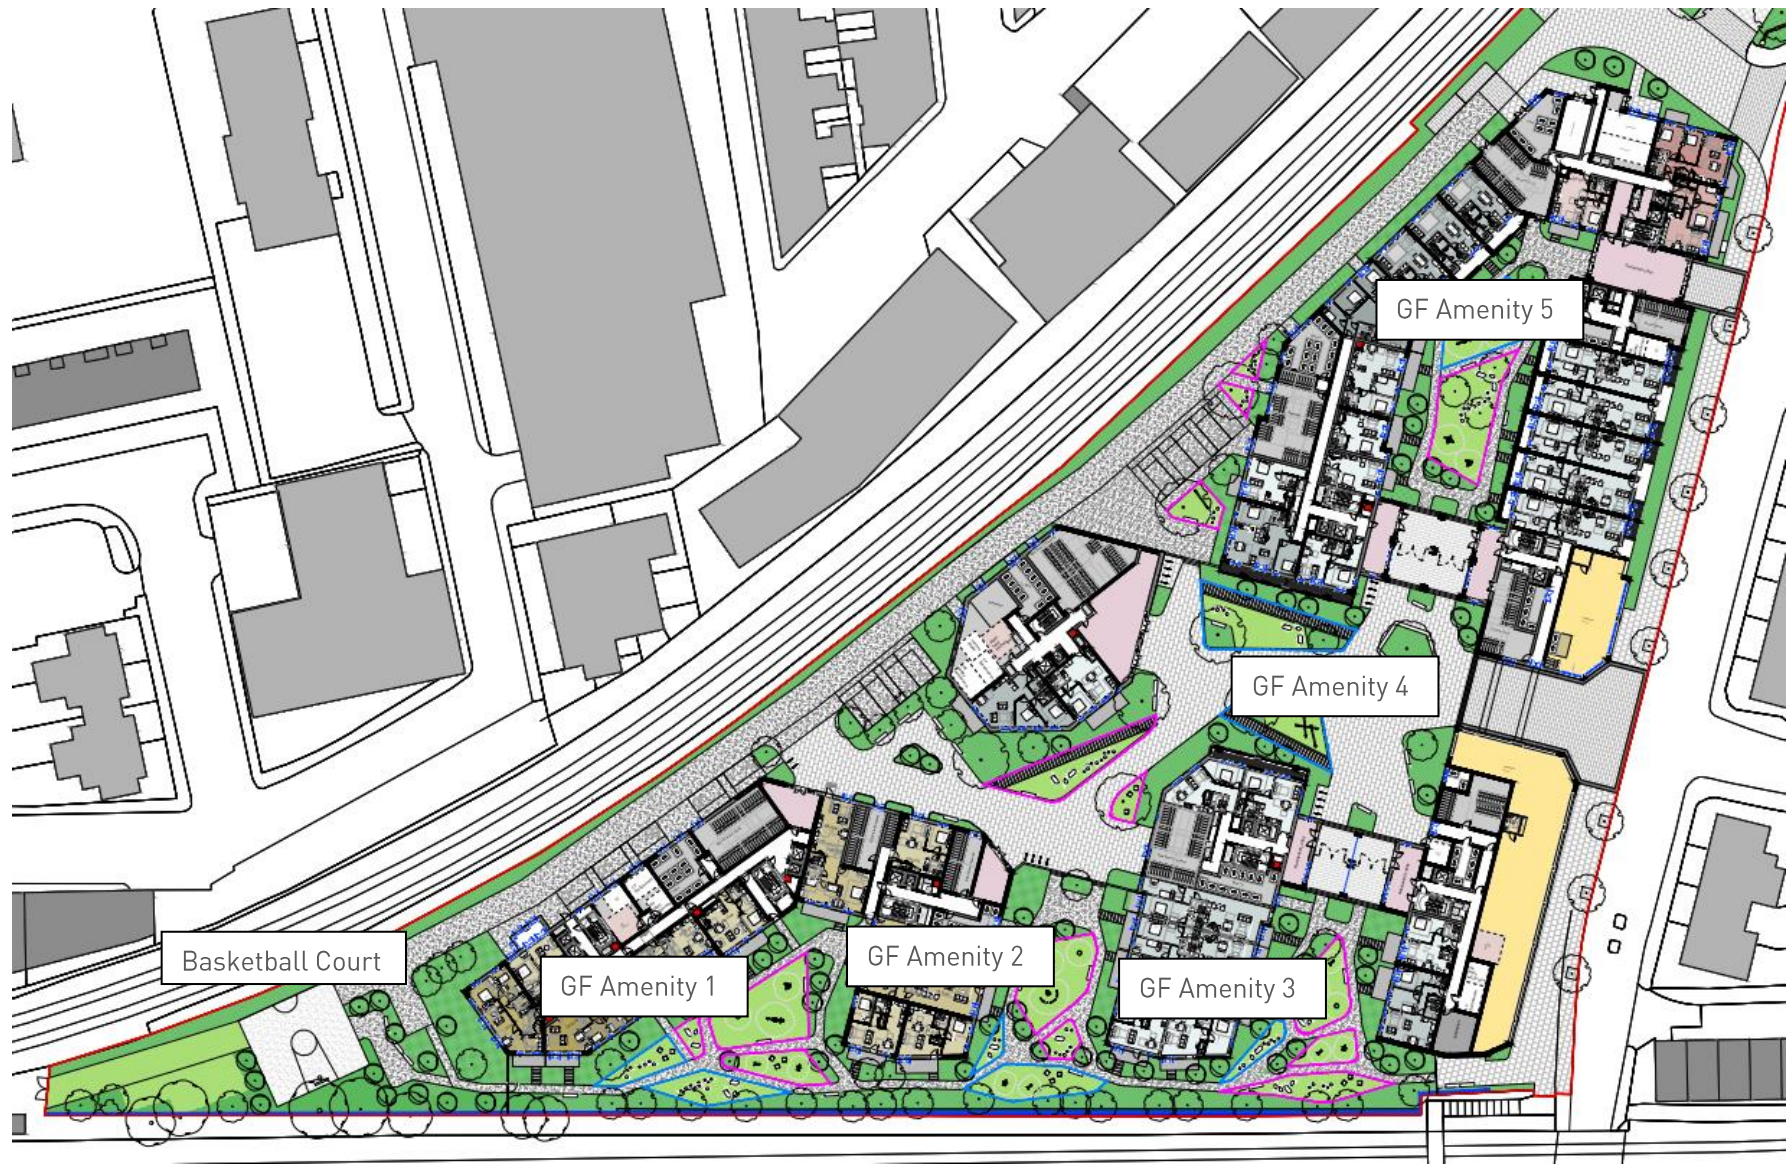 GF Amenity 5
GF Amenity 4
Basketball Court
GF Amenity 1
GF Amenity 2
GF Amenity 3